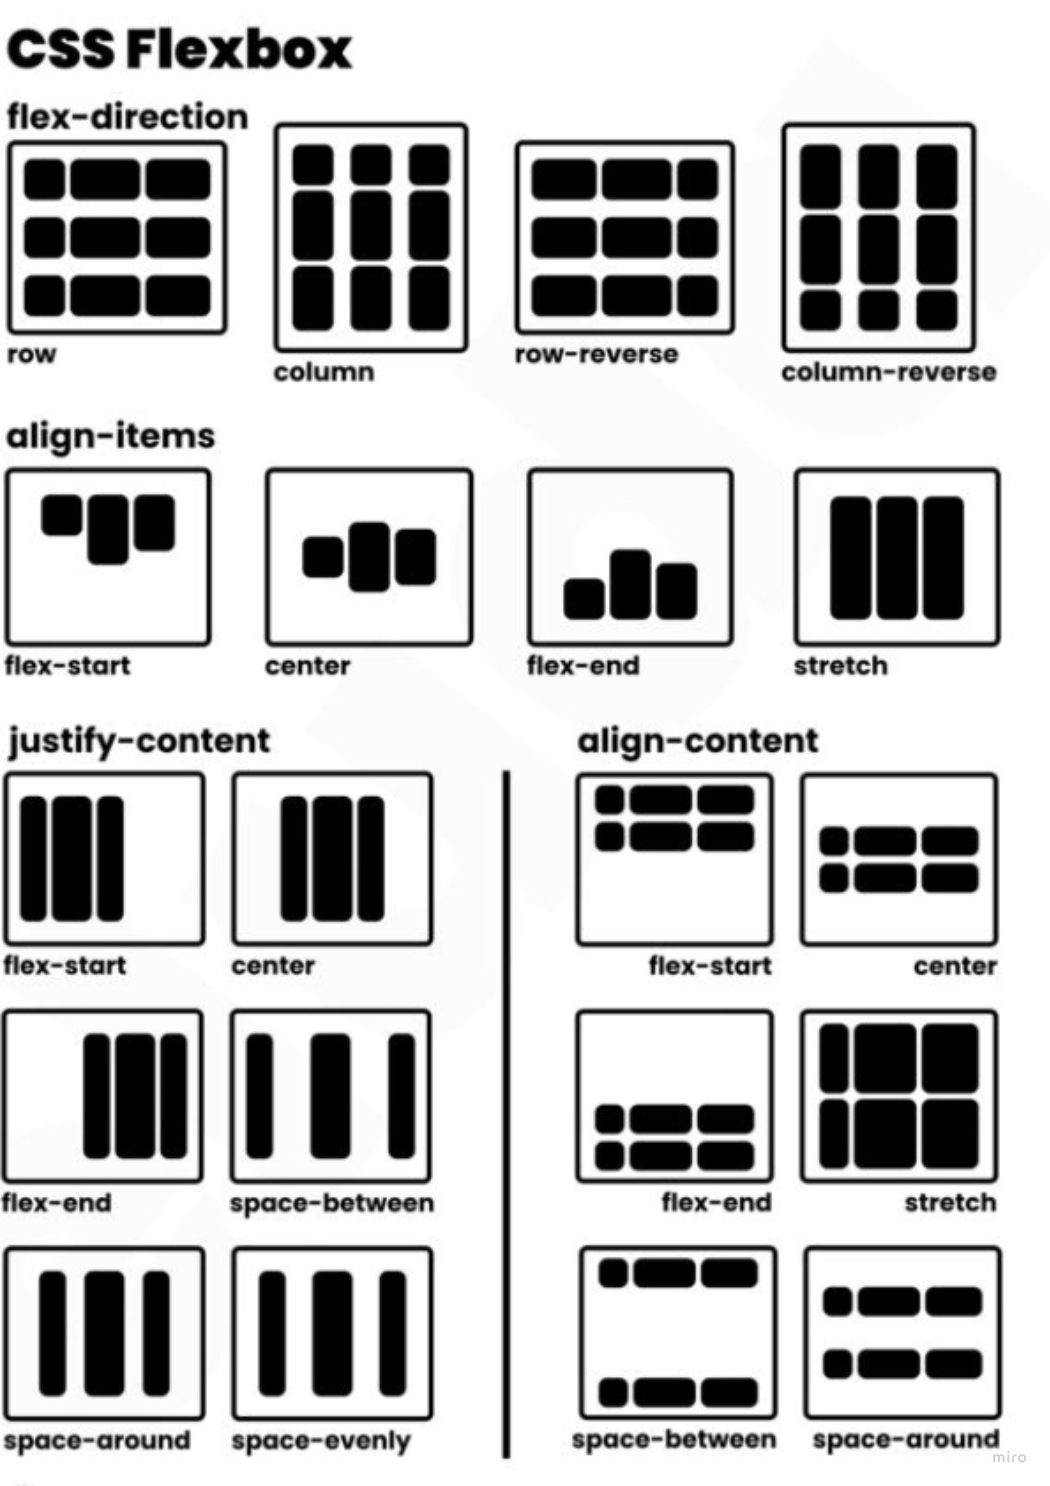 CSS Flexbox
flex-direction
row
column
row-reverse
column-reverse
align-items
flex-start
center
flex-end
stretch
justify-content
flex-start
center
flex-end
space-between
space-around
space-evenly
align-content
flex-start
center
flex-end
stretch
space-between
space-around
miro